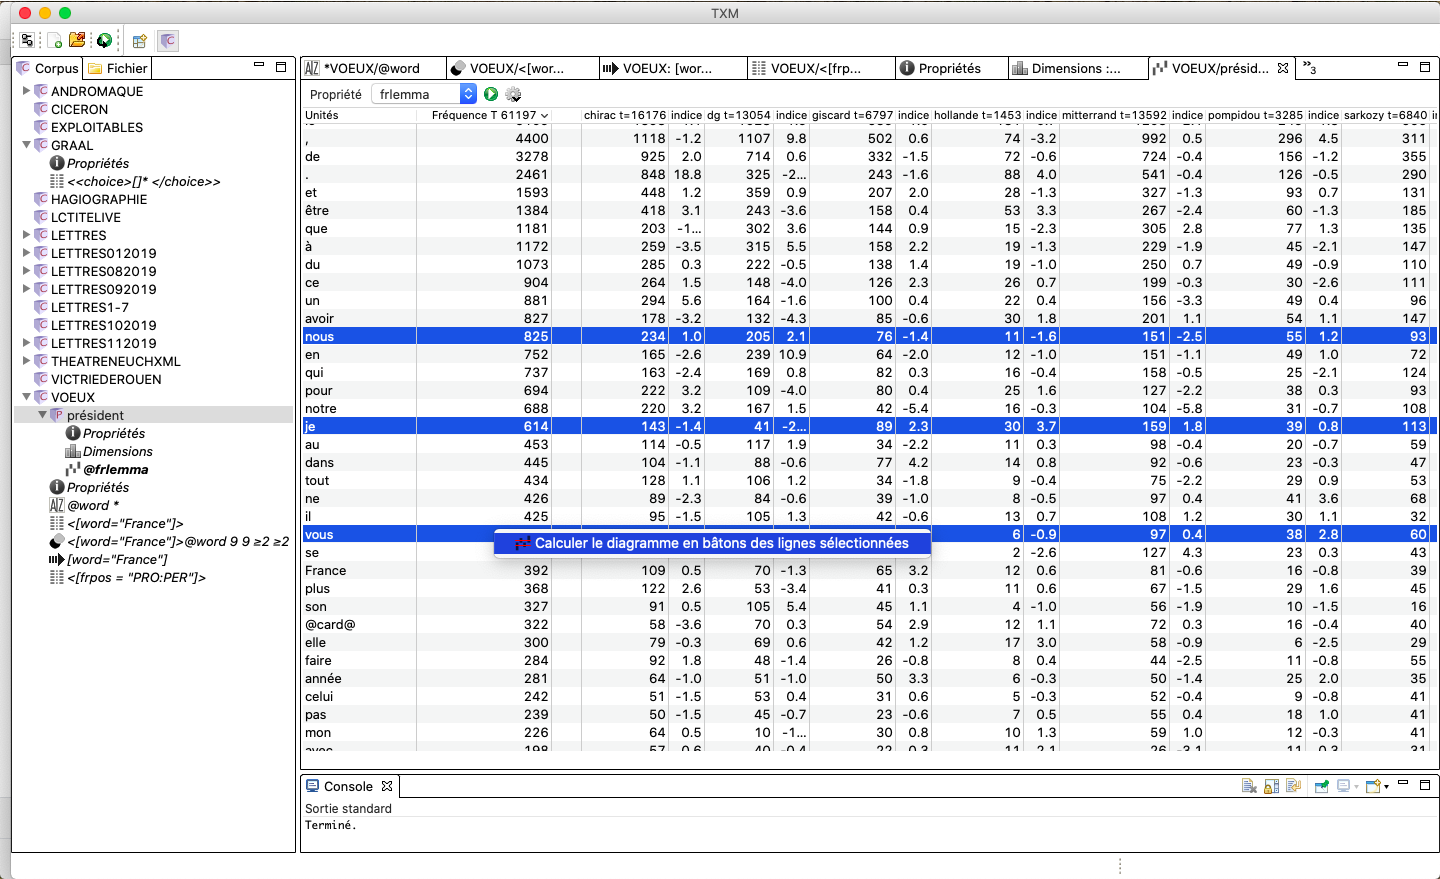 TXM
Corpus Fichier
ANDROMAQUE
CICERON
EXPLOITABLES
GRAAL
Propriétés
<<choice>[]* </choice>>
HAGIOGRAPHIE
LCTITELIVE
LETTRES
LETTRES012019
LETTRES082019
LETTRES092019
LETTRES1-7
LETTRES102019
LETTRES112019
THEATRENEUCHXML
VICTRIEDEROUEN
VOEUX
président
Propriétés
Dimensions
@frlemma
Propriétés
@word *
<[word="France"]>
<[word="France"]>@word 9 9 ≥2 ≥2
[word="France"]
<[frpos = "PRO:PER"]>
*VOEUX/@word VOEUX/<[wor... VOEUX: [wor... VOEUX/<[frp... Propriétés Dimensions :... VOEUX/présid... »3
Propriété frlemma
Unités Fréquence T 61197 chirac t=16176 indice dg t=13054 indice giscard t=6797 indice hollande t=1453 indice mitterrand t=13592 indice pompidou t=3285 indice sarkozy t=6840
, 4400 1118 -1.2 1107 9.8 502 0.6 74 -3.2 992 0.5 296 4.5 311
de 3278 925 2.0 714 0.6 332 -1.5 72 -0.6 724 -0.4 156 -1.2 355
. 2461 848 18.8 325 -2... 243 -1.6 88 4.0 541 -0.4 126 -0.5 290
et 1593 448 1.2 359 0.9 207 2.0 28 -1.3 327 -1.3 93 0.7 131
être 1384 418 3.1 243 -3.6 158 0.4 53 3.3 267 -2.4 60 -1.3 185
que 1181 203 -1... 302 3.6 144 0.9 15 -2.3 305 2.8 77 1.3 135
à 1172 259 -3.5 315 5.5 158 2.2 19 -1.3 229 -1.9 45 -2.1 147
du 1073 285 0.3 222 -0.5 138 1.4 19 -1.0 250 0.7 49 -0.9 110
ce 904 264 1.5 148 -4.0 126 2.3 26 0.7 199 -0.3 30 -2.6 111
un 881 294 5.6 164 -1.6 100 0.4 22 0.4 156 -3.3 49 0.4 96
avoir 827 178 -3.2 132 -4.3 85 -0.6 30 1.8 201 1.1 54 1.1 147
nous 825 234 1.0 205 2.1 76 -1.4 11 -1.6 151 -2.5 55 1.2 93
en 752 165 -2.6 239 10.9 64 -2.0 12 -1.0 151 -1.1 49 1.0 72
qui 737 163 -2.4 169 0.8 82 0.3 16 -0.4 158 -0.5 25 -2.1 124
pour 694 222 3.2 109 -4.0 80 0.4 25 1.6 127 -2.2 38 0.3 93
notre 688 220 3.2 167 1.5 42 -5.4 16 -0.3 104 -5.8 31 -0.7 108
je 614 143 -1.4 41 -2... 89 2.3 30 3.7 159 1.8 39 0.8 113
au 453 114 -0.5 117 1.9 34 -2.2 11 0.3 98 -0.4 20 -0.7 59
dans 445 104 -1.1 88 -0.6 77 4.2 14 0.8 92 -0.6 23 -0.3 47
tout 434 128 1.1 106 1.2 34 -1.8 9 -0.4 75 -2.2 29 0.9 53
ne 426 89 -2.3 84 -0.6 39 -1.0 8 -0.5 97 0.4 41 3.6 68
il 425 95 -1.5 105 1.3 42 -0.6 13 0.7 108 1.2 30 1.1 32
vous 6 -0.9 97 0.4 38 2.8 60
Calculer le diagramme en bâtons des lignes sélectionnées
se 2 -2.6 127 4.3 23 0.3 43
France 392 109 0.5 70 -1.3 65 3.2 12 0.6 81 -0.6 16 -0.8 39
plus 368 122 2.6 53 -3.4 41 0.3 11 0.6 67 -1.5 29 1.6 45
son 327 91 0.5 105 5.4 45 1.1 4 -1.0 56 -1.9 10 -1.5 16
@card@ 322 58 -3.6 70 0.3 54 2.9 12 1.1 72 0.3 16 -0.4 40
elle 300 79 -0.3 69 0.6 42 1.2 17 3.0 58 -0.9 6 -2.5 29
faire 284 92 1.8 48 -1.4 26 -0.8 8 0.4 44 -2.5 11 -0.8 55
année 281 64 -1.0 51 -1.0 50 3.3 6 -0.3 50 -1.4 25 2.0 35
celui 242 51 -1.5 53 0.4 31 0.6 5 -0.3 52 -0.4 9 -0.8 41
pas 239 50 -1.5 45 -0.7 23 -0.6 7 0.5 55 0.4 18 1.0 41
mon 226 64 0.5 10 -1... 30 0.8 10 1.3 59 1.0 12 -0.3 41
avec 198 57 0.6 40 -0.4 22 0.3 11 2.1 26 -3.1 11 0.3 31
Console
Sortie standard
Terminé.